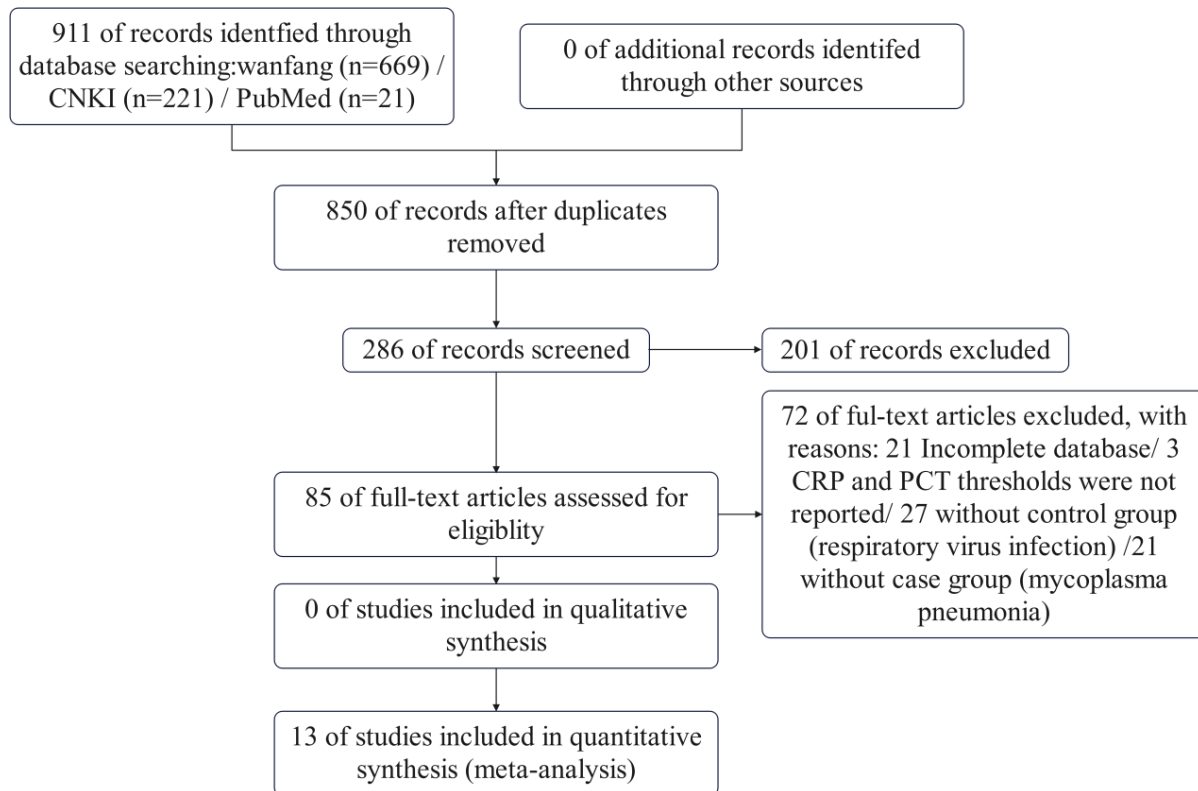 911 of records identfied through
database searching:wanfang (n=669) /
CNKI (n=221) / PubMed (n=21)
0 of additional records identifed
through other sources
850 of records after duplicates
removed
286 of records screened
201 of records excluded
72 of ful-text articles excluded, with
reasons: 21 Incomplete database/ 3
CRP and PCT thresholds were not
reported/ 27 without control group
(respiratory virus infection) /21
without case group (mycoplasma
pneumonia)
85 of full-text articles assessed for
eligiblity
0 of studies included in qualitative
synthesis
13 of studies included in quantitative
synthesis (meta-analysis)